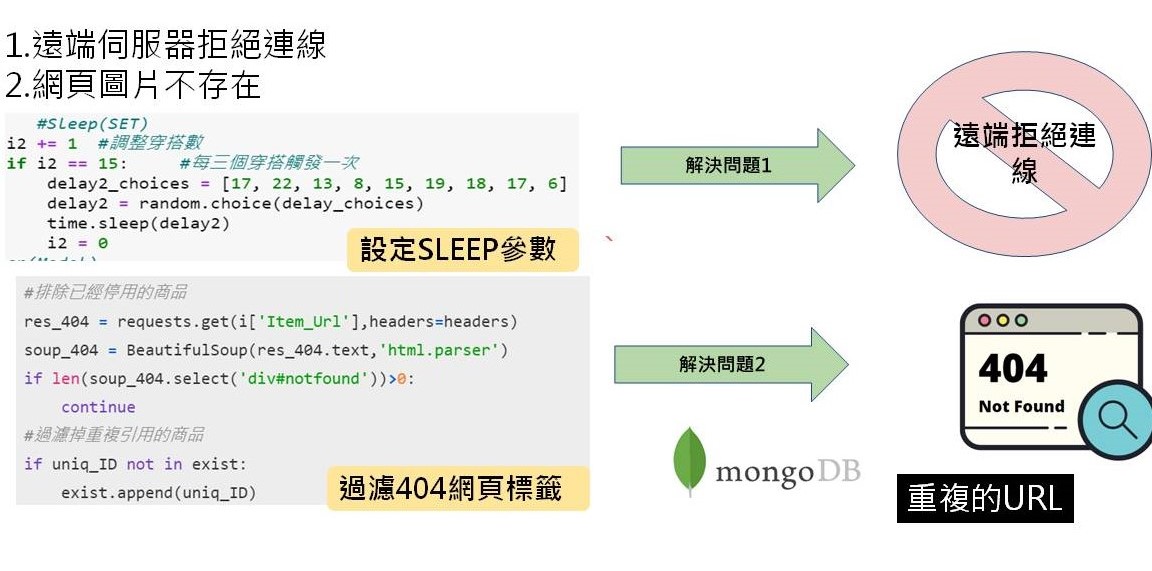 1.遠端伺服器拒絕連線
2.網頁圖片不存在
#Sleep(SET)
i2 += 1  #調整穿搭數
if i2 == 15:     #每三個穿搭觸發一次
    delay2_choices = [17, 22, 13, 8, 15, 19, 18, 17, 6]
    delay2 = random.choice(delay_choices)
    time.sleep(delay2)
    i2 = 0
設定SLEEP參數
解決問題1
遠端拒絕連
線
#排除已經停用的商品
res_404 = requests.get(i['Item_Url'],headers=headers)
soup_404 = BeautifulSoup(res_404.text,'html.parser')
if len(soup_404.select('div#notfound'))>0:
    continue
#過濾掉重複引用的商品
if uniq_ID not in exist:
    exist.append(uniq_ID)
過濾404網頁標籤
解決問題2
404
Not Found
mongoDB
重複的URL